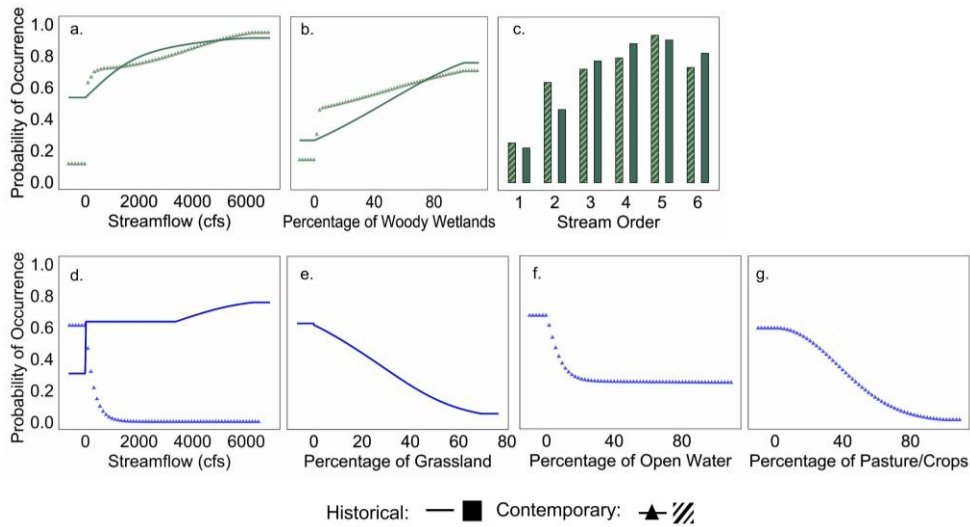 Probability of Occurrence
1.0
0.8
0.6
0.4
0.2
0.0
a.
0 2000 4000 6000
Streamflow (cfs)
b.
0 40 80
Percentage of Woody Wetlands
c.
1 2 3 4 5 6
Stream Order
Probability of Occurrence
1.0
0.8
0.6
0.4
0.2
0.0
d.
0 2000 4000 6000
Streamflow (cfs)
e.
0 20 40 60 80
Percentage of Grassland
f.
0 40 80
Percentage of Open Water
g.
0 40 80
Percentage of Pasture/Crops
Historical: Contemporary: